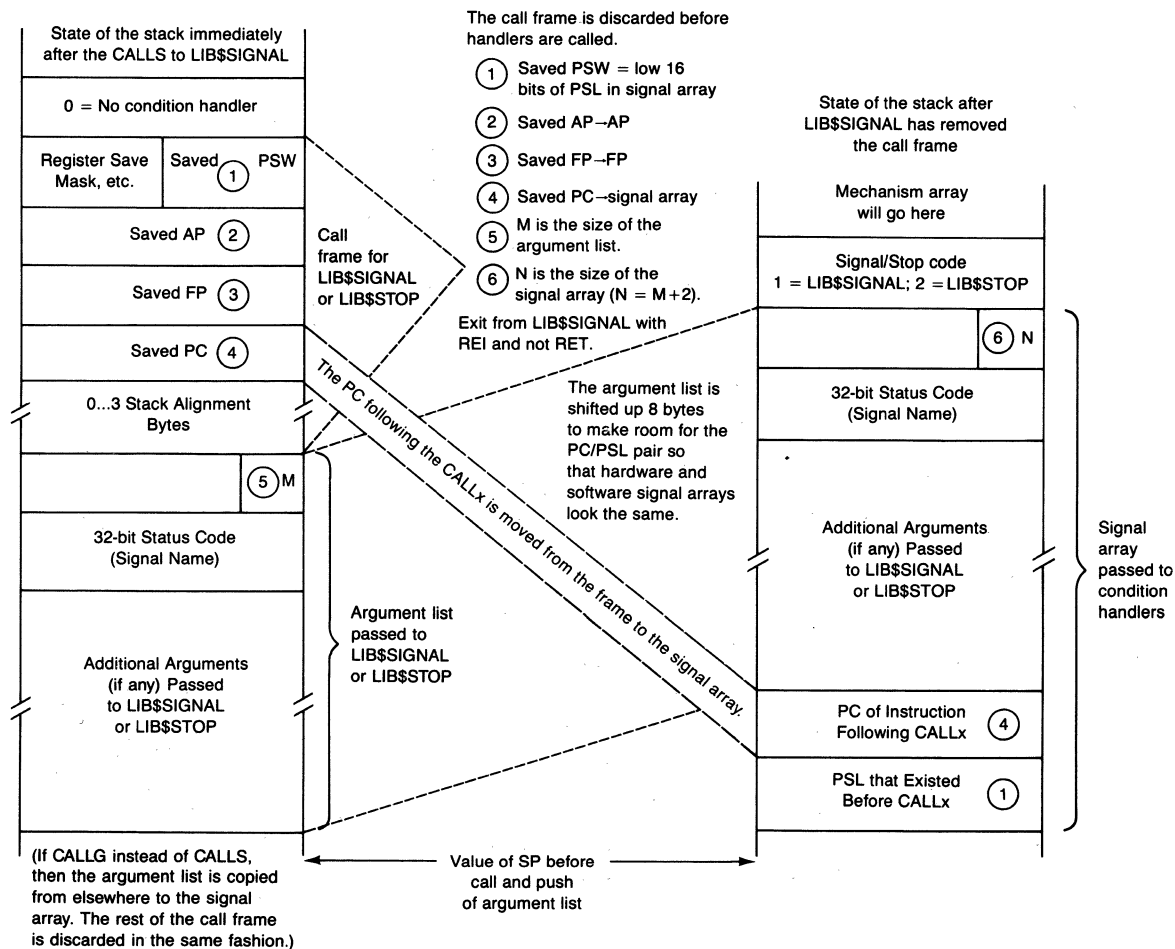 State of the stack immediately
after the CALLS to LIB$SIGNAL
0 = No condition handler
Register Save
Mask, etc.
Saved PSW
1
Saved AP 2
Saved FP 3
Saved PC 4
0...3 Stack Alignment
Bytes
5 M
32-bit Status Code
(Signal Name)
Additional Arguments
(if any) Passed
to LIB$SIGNAL
or LIB$STOP
(If CALLG instead of CALLS,
then the argument list is copied
from elsewhere to the signal
array. The rest of the call frame
is discarded in the same fashion.)
Call
frame for
LIB$SIGNAL
or LIB$STOP
Argument list
passed to
LIB$SIGNAL
or LIB$STOP
The call frame is discarded before
handlers are called.
1 Saved PSW = low 16
bits of PSL in signal array
2 Saved AP→AP
3 Saved FP→FP
4 Saved PC→signal array
5 M is the size of the
argument list.
6 N is the size of the
signal array (N = M+2).
Exit from LIB$SIGNAL with
REI and not RET.
The argument list is
shifted up 8 bytes
to make room for the
PC/PSL pair so
that hardware and
software signal arrays
look the same.
The PC following the CALLx is moved from the frame to the signal array.
Value of SP before
call and push
of argument list
State of the stack after
LIB$SIGNAL has removed
the call frame
Mechanism array
will go here
Signal/Stop code
1 = LIB$SIGNAL; 2 = LIB$STOP
6 N
32-bit Status Code
(Signal Name)
Additional Arguments
(if any) Passed
to LIB$SIGNAL
or LIB$STOP
PC of Instruction
Following CALLx
4
PSL that Existed
Before CALLx
1
Signal
array
passed to
condition
handlers